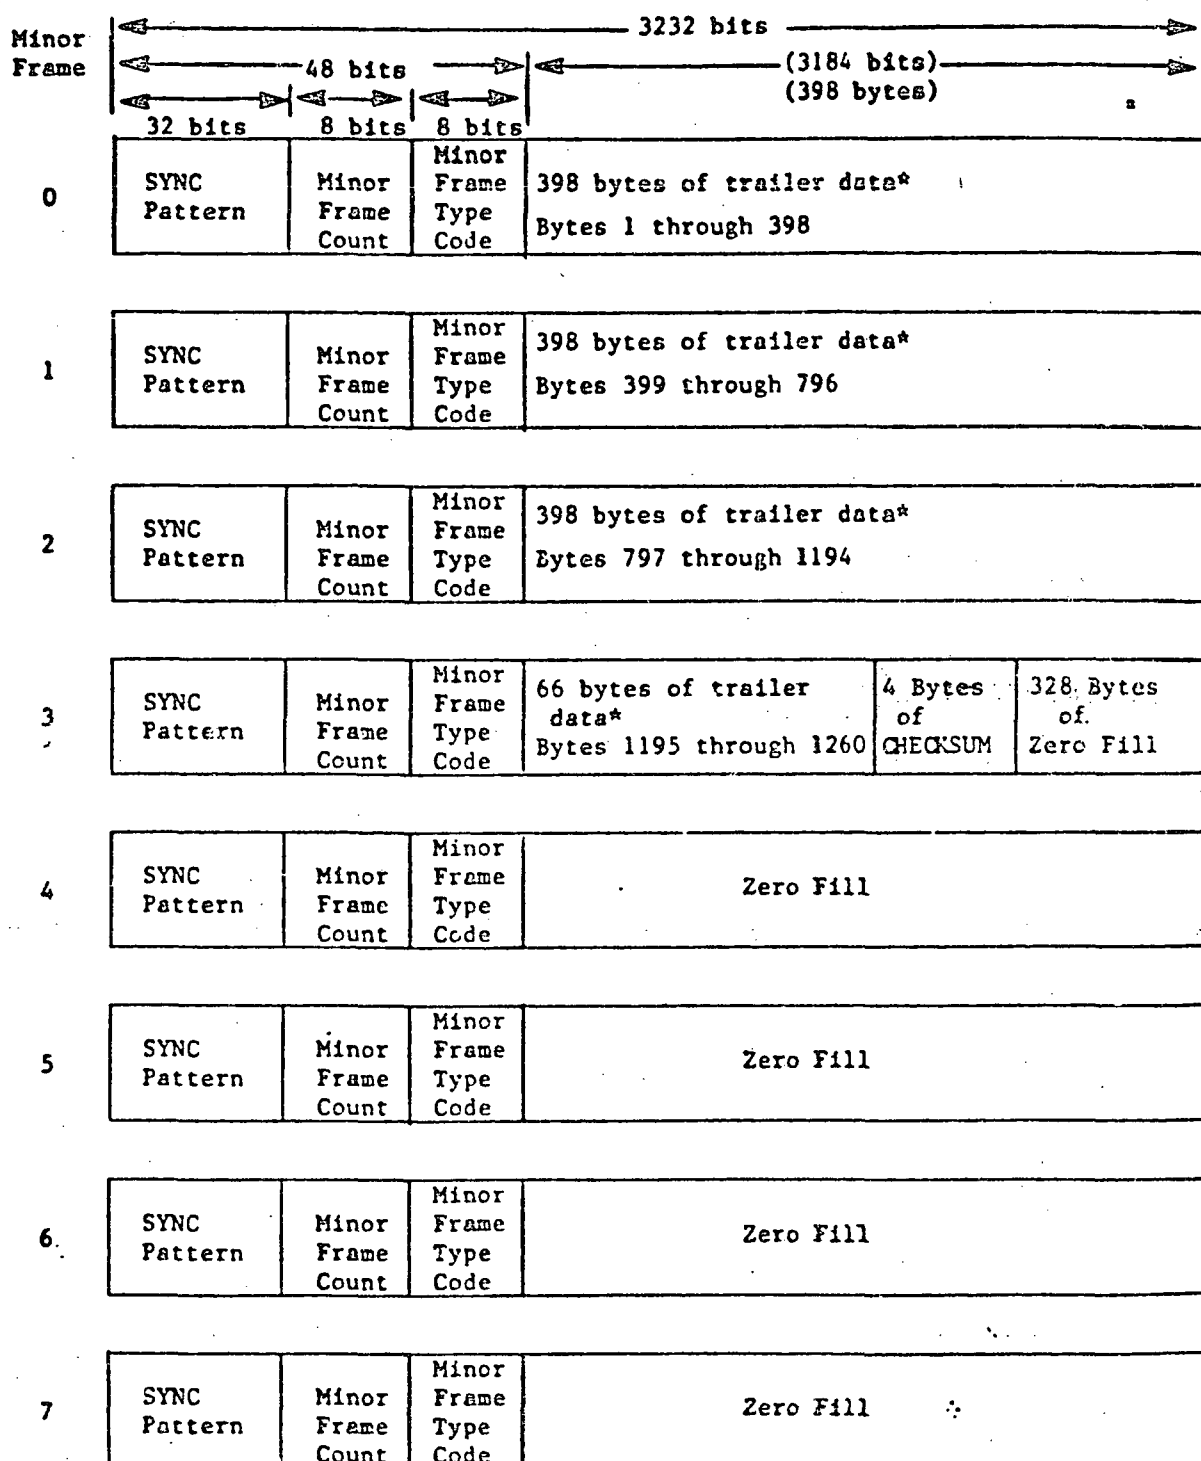 Minor
Frame
3232 bits
48 bits
(3184 bits)
(398 bytes)
32 bits
8 bits
8 bits
0
SYNC
Pattern
Minor
Frame
Count
Minor
Frame
Type
Code
398 bytes of trailer data*
Bytes 1 through 398
1
SYNC
Pattern
Minor
Frame
Count
Minor
Frame
Type
Code
398 bytes of trailer data*
Bytes 399 through 796
2
SYNC
Pattern
Minor
Frame
Count
Minor
Frame
Type
Code
398 bytes of trailer data*
Bytes 797 through 1194
3
SYNC
Pattern
Minor
Frame
Count
Minor
Frame
Type
Code
66 bytes of trailer
data*
Bytes 1195 through 1260
4 Bytes
of
CHECKSUM
328 Bytes
of
Zero Fill
4
SYNC
Pattern
Minor
Frame
Count
Minor
Frame
Type
Code
Zero Fill
5
SYNC
Pattern
Minor
Frame
Count
Minor
Frame
Type
Code
Zero Fill
6
SYNC
Pattern
Minor
Frame
Count
Minor
Frame
Type
Code
Zero Fill
7
SYNC
Pattern
Minor
Frame
Count
Minor
Frame
Type
Code
Zero Fill